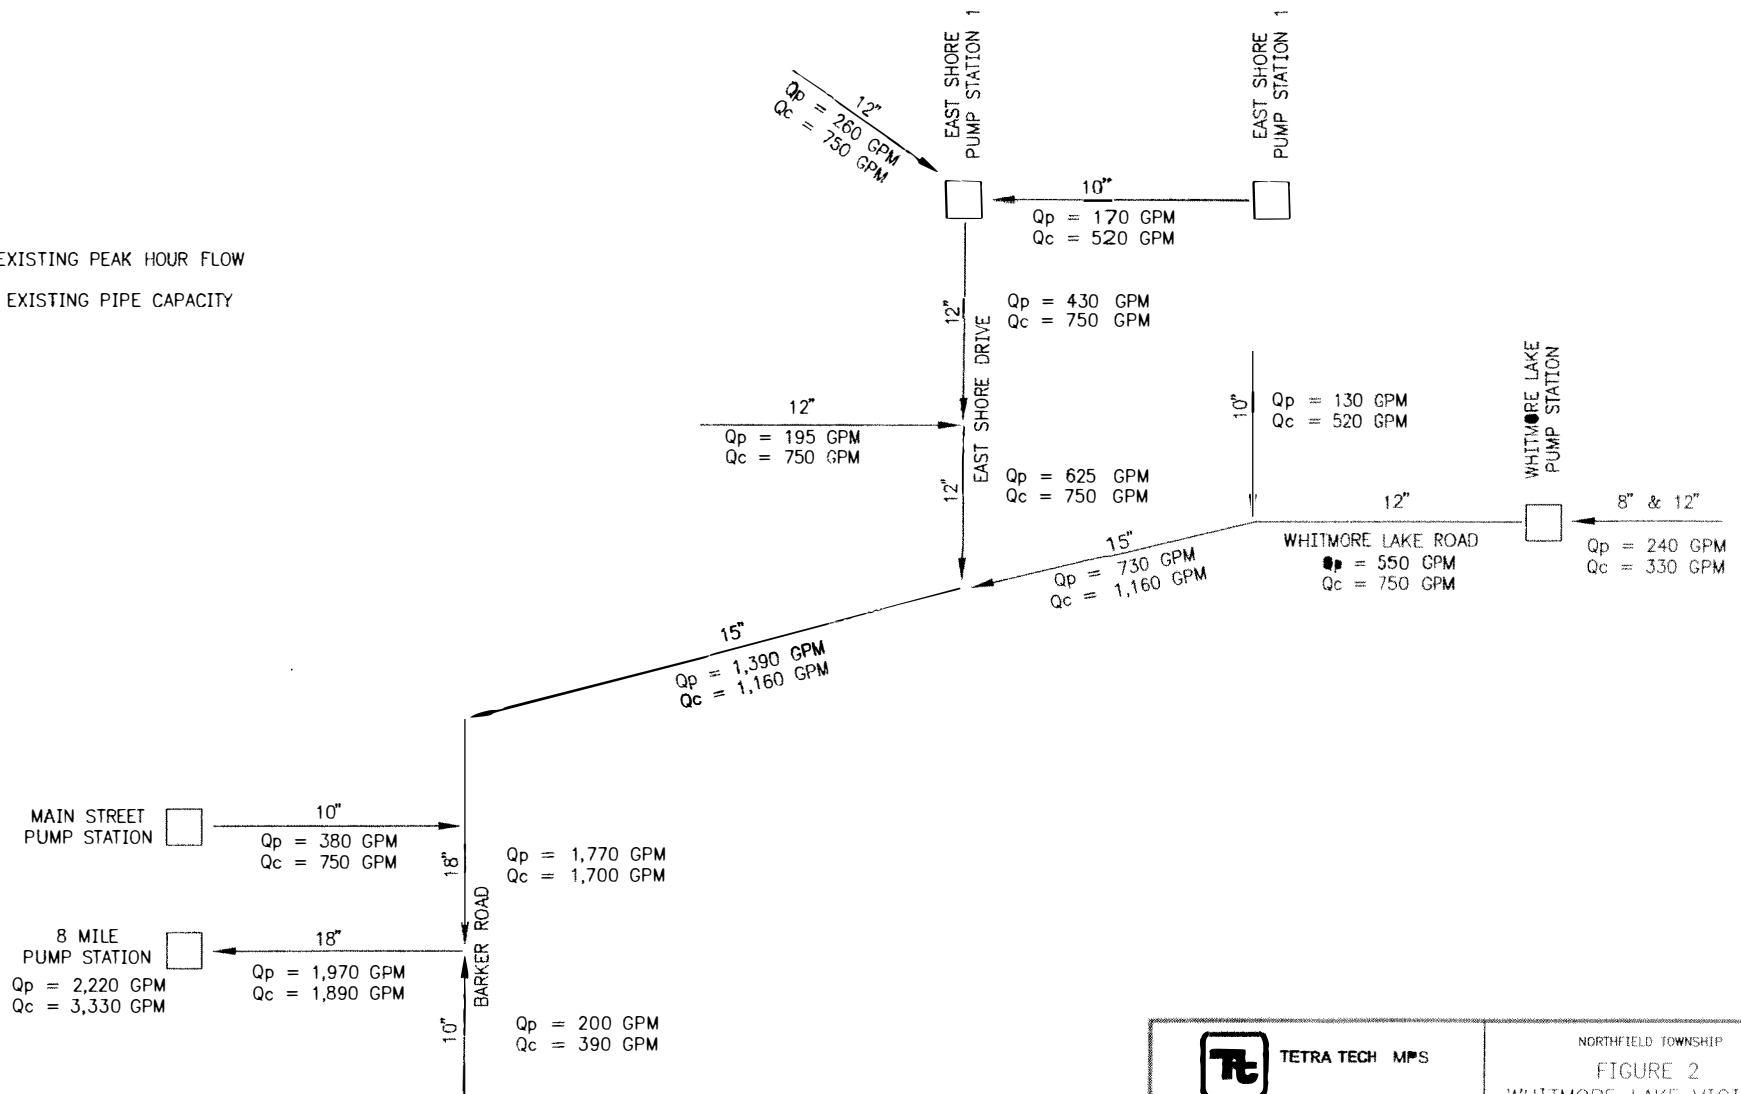 EAST SHORE
PUMP STATION 1
EAST SHORE
PUMP STATION 1
12"
Qp = 260 GPM
Qc = 750 GPM
10"
Qp = 170 GPM
Qc = 520 GPM
EXISTING PEAK HOUR FLOW
EXISTING PIPE CAPACITY
12"
Qp = 430 GPM
Qc = 750 GPM
EAST SHORE DRIVE
12"
Qp = 195 GPM
Qc = 750 GPM
12"
Qp = 625 GPM
Qc = 750 GPM
10"
Qp = 130 GPM
Qc = 520 GPM
WHITMORE LAKE
PUMP STATION
8" & 12"
Qp = 240 GPM
Qc = 330 GPM
12"
WHITMORE LAKE ROAD
Qp = 550 GPM
Qc = 750 GPM
15"
Qp = 730 GPM
Qc = 1,160 GPM
15"
Qp = 1,390 GPM
Qc = 1,160 GPM
MAIN STREET
PUMP STATION
10"
Qp = 380 GPM
Qc = 750 GPM
18"
Qp = 1,770 GPM
Qc = 1,700 GPM
BARKER ROAD
8 MILE
PUMP STATION
Qp = 2,220 GPM
Qc = 3,330 GPM
18"
Qp = 1,970 GPM
Qc = 1,890 GPM
10"
Qp = 200 GPM
Qc = 390 GPM
Tt
TETRA TECH MPS
NORTHFIELD TOWNSHIP
FIGURE 2
WHITMORE LAKE